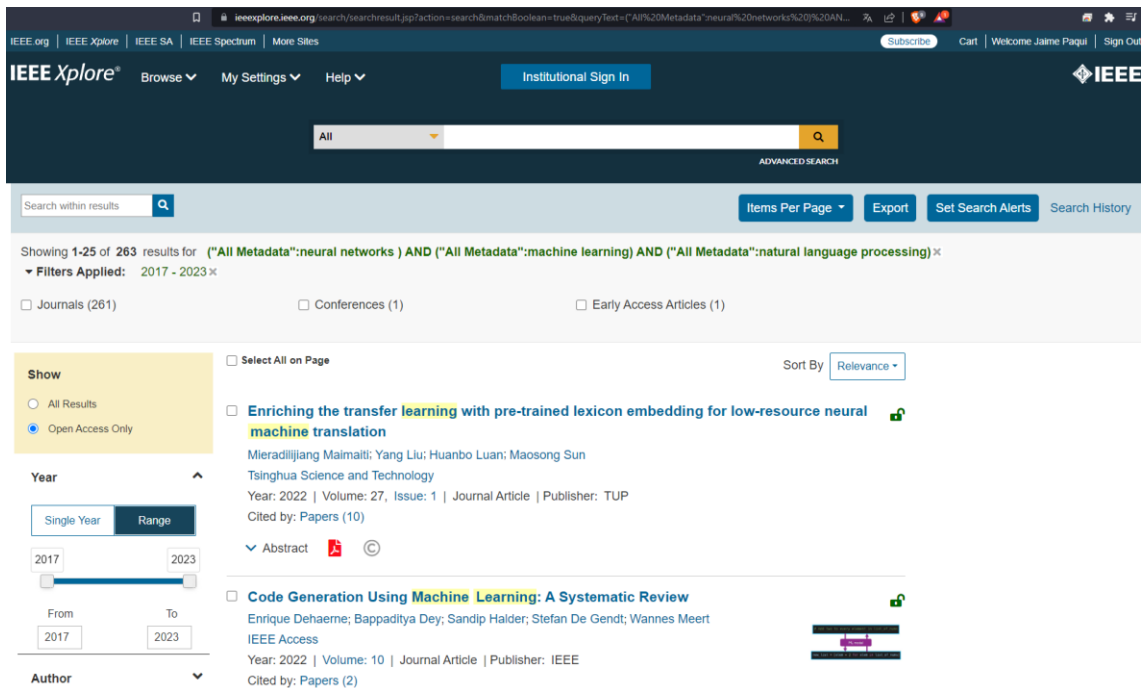 ieeexplore.ieee.org/search/searchresult.jsp?action=search&matchBoolean=true&queryText=("All%20Metadata":neural%20networks%20)%20AN...
IEEE.org | IEEE Xplore | IEEE SA | IEEE Spectrum | More Sites Subscribe Cart | Welcome Jaime Paqui | Sign Out
IEEE Xplore® Browse My Settings Help Institutional Sign In IEEE
All
ADVANCED SEARCH
Search within results Items Per Page Export Set Search Alerts Search History
Showing 1-25 of 263 results for ("All Metadata":neural networks ) AND ("All Metadata":machine learning) AND ("All Metadata":natural language processing) ×
Filters Applied: 2017 - 2023 ×
Journals (261) Conferences (1) Early Access Articles (1)
Select All on Page Sort By Relevance
Show
All Results
Open Access Only
Year
Single Year Range
2017 2023
From To
2017 2023
Author
Enriching the transfer learning with pre-trained lexicon embedding for low-resource neural
machine translation
Mieradilijiang Maimaiti; Yang Liu; Huanbo Luan; Maosong Sun
Tsinghua Science and Technology
Year: 2022 | Volume: 27, Issue: 1 | Journal Article | Publisher: TUP
Cited by: Papers (10)
Abstract ©
Code Generation Using Machine Learning: A Systematic Review
Enrique Dehaerne; Bappaditya Dey; Sandip Halder; Stefan De Gendt; Wannes Meert
IEEE Access
Year: 2022 | Volume: 10 | Journal Article | Publisher: IEEE
Cited by: Papers (2)